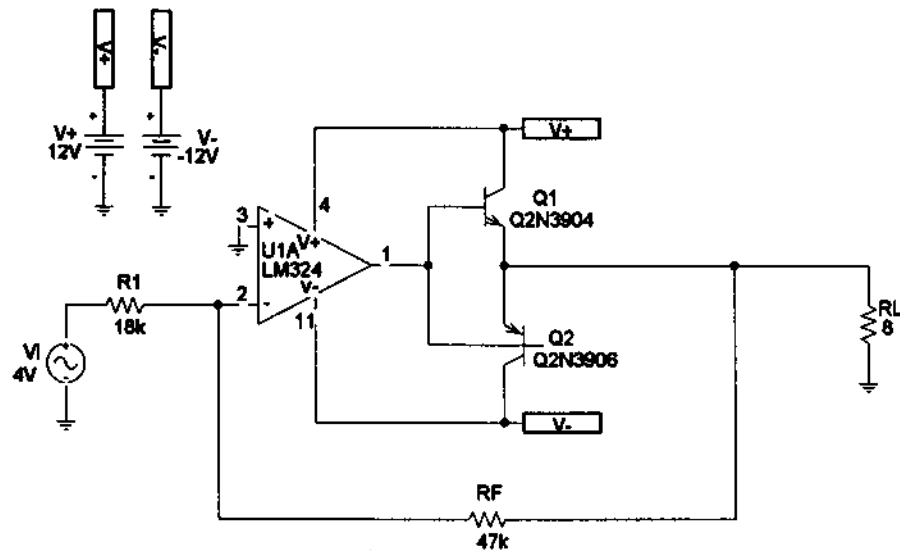 V+
V-
V+
12V
V-
-12V
V+
4
3
+
V+
U1A
LM324
1
Q1
Q2N3904
R1
18k
2
-
V-
11
Q2
Q2N3906
RL
8
VI
4V
V-
RF
47k